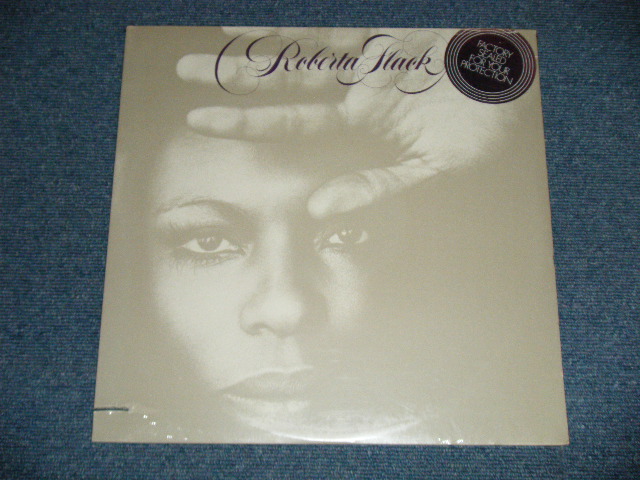 Roberta Flack
FACTORY
SEALED
FOR YOUR
PROTECTION